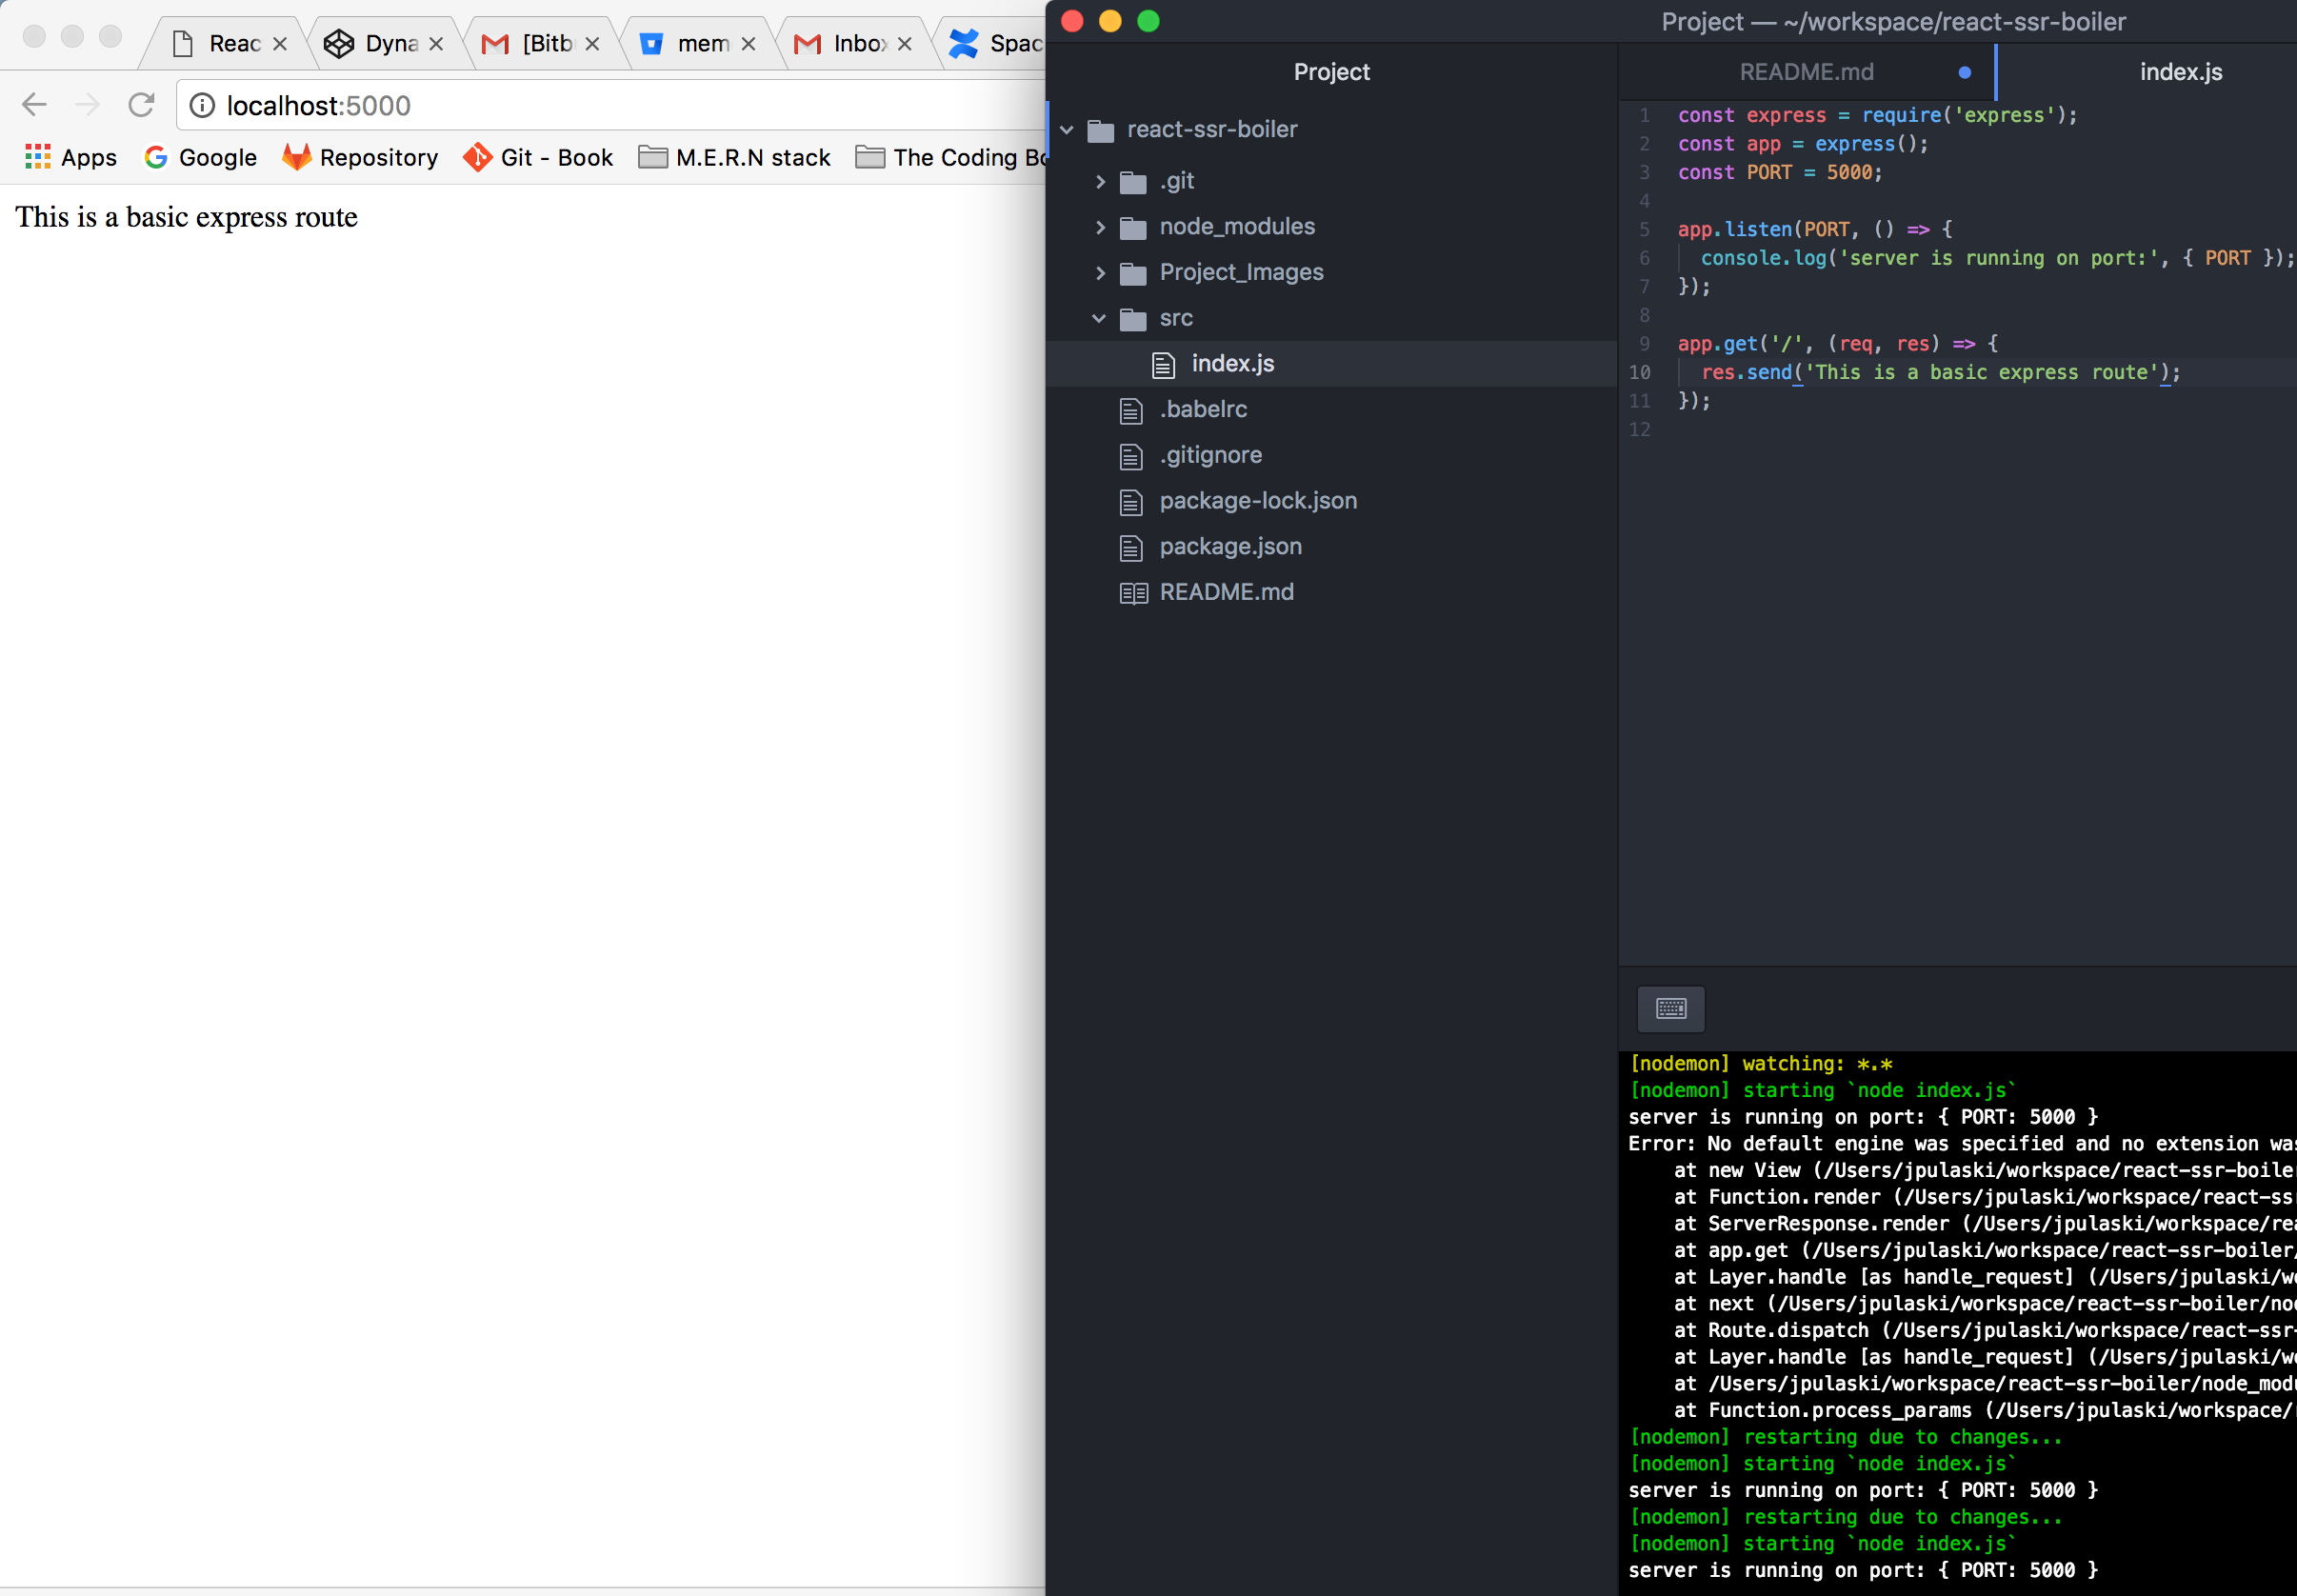 Reac
Dyna
[Bitb
mem
Inbox
Spac
localhost:5000
Apps
Google
Repository
Git - Book
M.E.R.N stack
The Coding Bo
This is a basic express route
Project — ~/workspace/react-ssr-boiler
Project
react-ssr-boiler
.git
node_modules
Project_Images
src
index.js
.babelrc
.gitignore
package-lock.json
package.json
README.md
README.md
index.js
1 const express = require('express');
2 const app = express();
3 const PORT = 5000;
4
5 app.listen(PORT, () => {
6 console.log('server is running on port:', { PORT });
7 });
8
9 app.get('/', (req, res) => {
10 res.send('This is a basic express route');
11 });
12
[nodemon] watching: *.*
[nodemon] starting `node index.js`
server is running on port: { PORT: 5000 }
Error: No default engine was specified and no extension was
at new View (/Users/jpulaski/workspace/react-ssr-boiler
at Function.render (/Users/jpulaski/workspace/react-ssr
at ServerResponse.render (/Users/jpulaski/workspace/rea
at app.get (/Users/jpulaski/workspace/react-ssr-boiler/
at Layer.handle [as handle_request] (/Users/jpulaski/wo
at next (/Users/jpulaski/workspace/react-ssr-boiler/nod
at Route.dispatch (/Users/jpulaski/workspace/react-ssr-
at Layer.handle [as handle_request] (/Users/jpulaski/wo
at /Users/jpulaski/workspace/react-ssr-boiler/node_modu
at Function.process_params (/Users/jpulaski/workspace/r
[nodemon] restarting due to changes...
[nodemon] starting `node index.js`
server is running on port: { PORT: 5000 }
[nodemon] restarting due to changes...
[nodemon] starting `node index.js`
server is running on port: { PORT: 5000 }